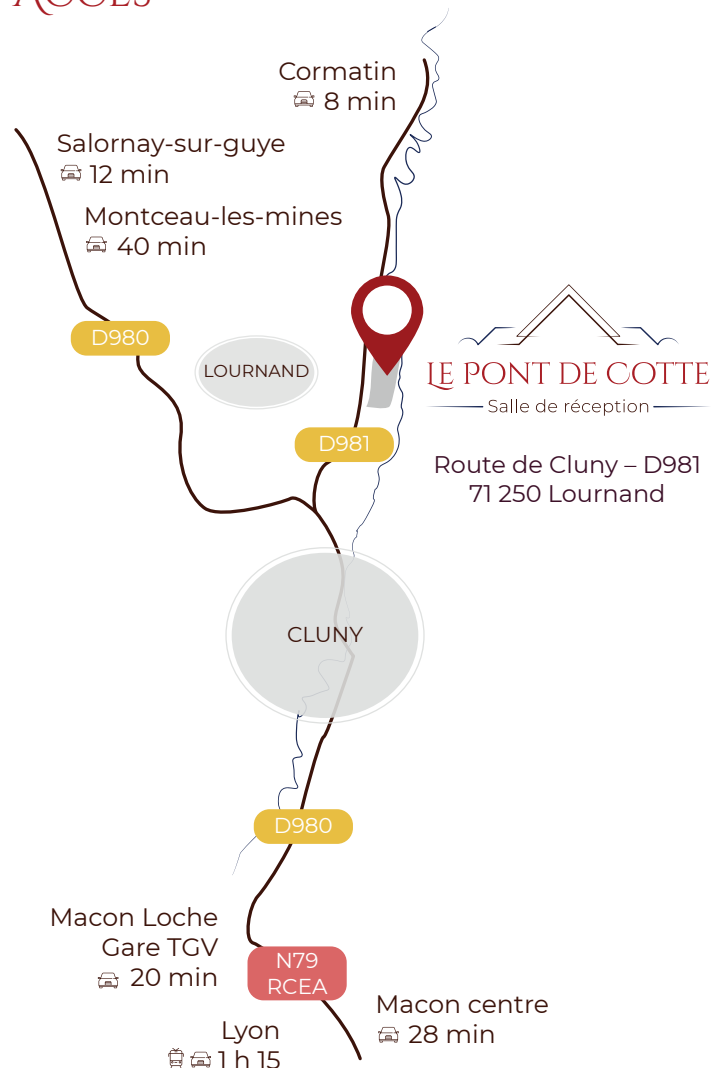 ACCÈS
Cormatin
8 min
Salornay-sur-guye
12 min
Montceau-les-mines
40 min
D980
LOURNAND
LE PONT DE COTTE
Salle de réception
D981
Route de Cluny – D981
71 250 Lournand
CLUNY
D980
Macon Loche
Gare TGV
20 min
N79
RCEA
Macon centre
28 min
Lyon
1 h 15